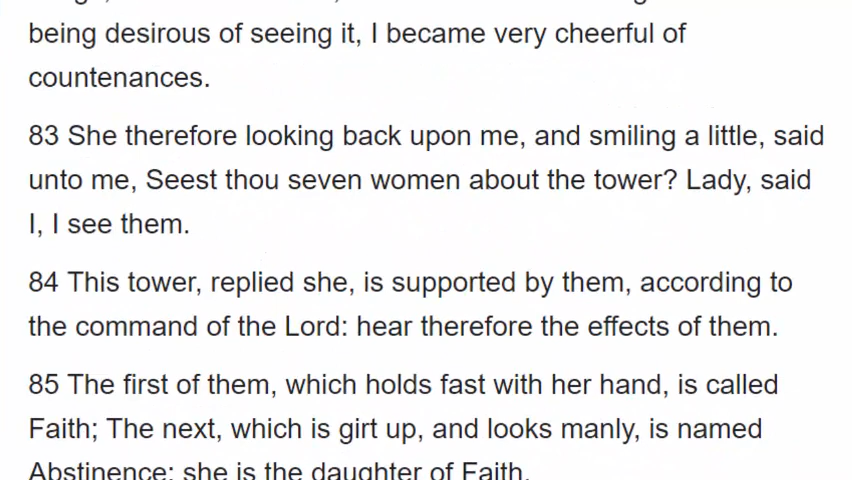 being desirous of seeing it, I became very cheerful of
countenances.
83 She therefore looking back upon me, and smiling a little, said
unto me, Seest thou seven women about the tower? Lady, said
I, I see them.
84 This tower, replied she, is supported by them, according to
the command of the Lord: hear therefore the effects of them.
85 The first of them, which holds fast with her hand, is called
Faith; The next, which is girt up, and looks manly, is named
Abstinence: she is the daughter of Faith.